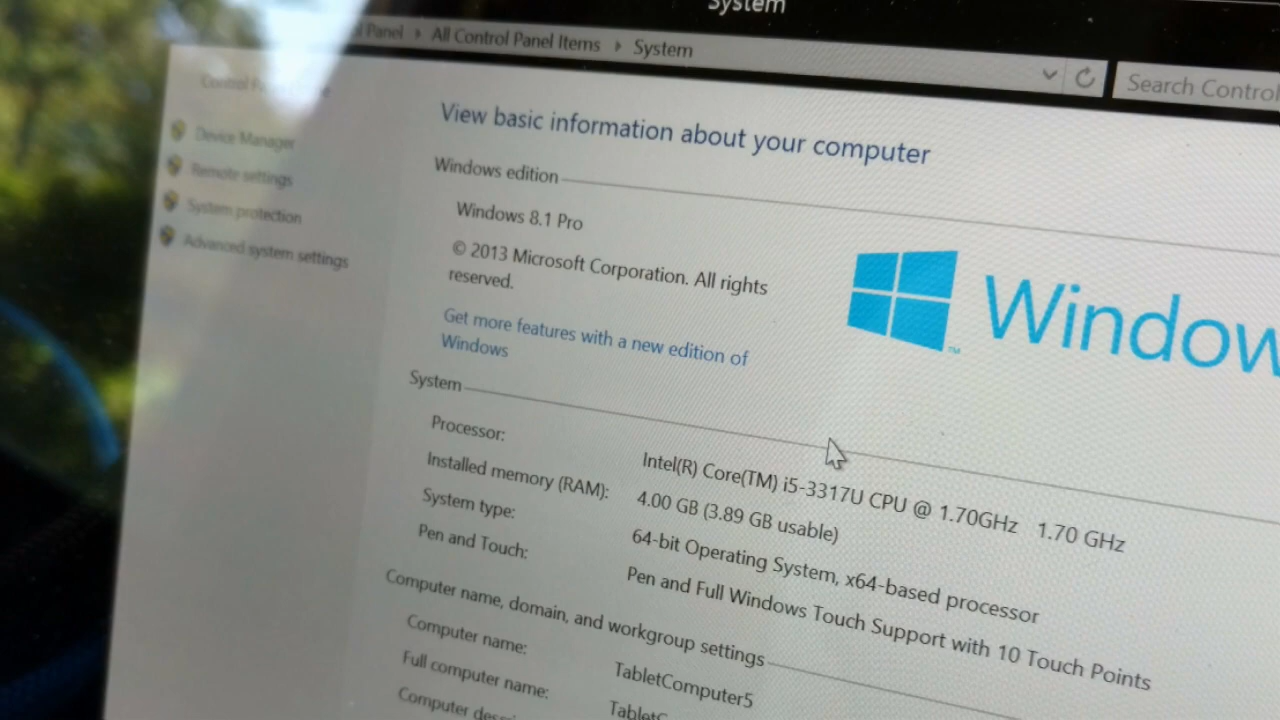 System
Panel › All Control Panel Items › System
Search Control
Control P
Device Manager
Remote settings
System protection
Advanced system settings
View basic information about your computer
Windows edition
Windows 8.1 Pro
© 2013 Microsoft Corporation. All rights
reserved.
Get more features with a new edition of
Windows
Window
System
Processor:
Intel(R) Core(TM) i5-3317U CPU @ 1.70GHz 1.70 GHz
Installed memory (RAM):
4.00 GB (3.89 GB usable)
System type:
64-bit Operating System, x64-based processor
Pen and Touch:
Pen and Full Windows Touch Support with 10 Touch Points
Computer name, domain, and workgroup settings
Computer name:
TabletComputer5
Full computer name:
TabletC
Computer des